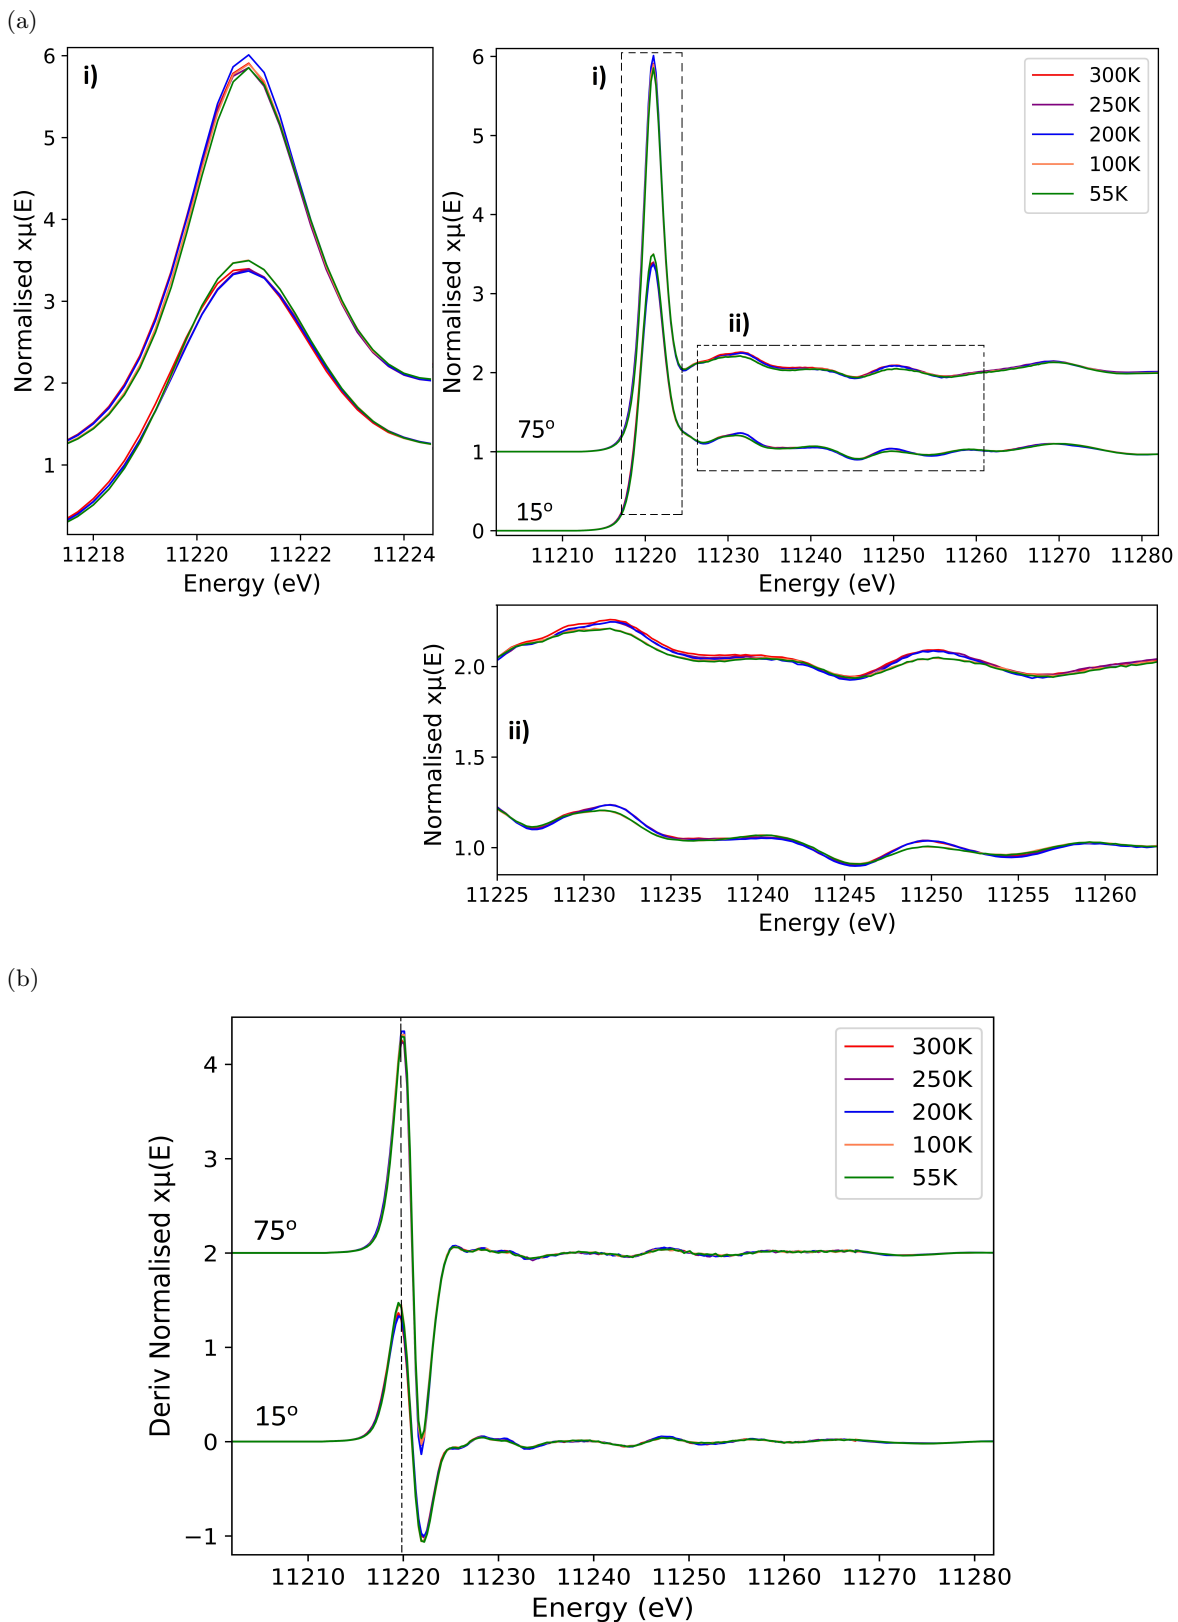 (a)
i)
Normalised xμ(E)
6
5
4
3
2
1
11218 11220 11222 11224
Energy (eV)
i)
ii)
Normalised xμ(E)
6
5
4
3
2
1
0
300K
250K
200K
100K
55K
75º
15º
11210 11220 11230 11240 11250 11260 11270 11280
Energy (eV)
ii)
Normalised xμ(E)
2.0
1.5
1.0
11225 11230 11235 11240 11245 11250 11255 11260
Energy (eV)
(b)
Deriv Normalised xμ(E)
4
3
2
1
0
−1
300K
250K
200K
100K
55K
75º
15º
11210 11220 11230 11240 11250 11260 11270 11280
Energy (eV)